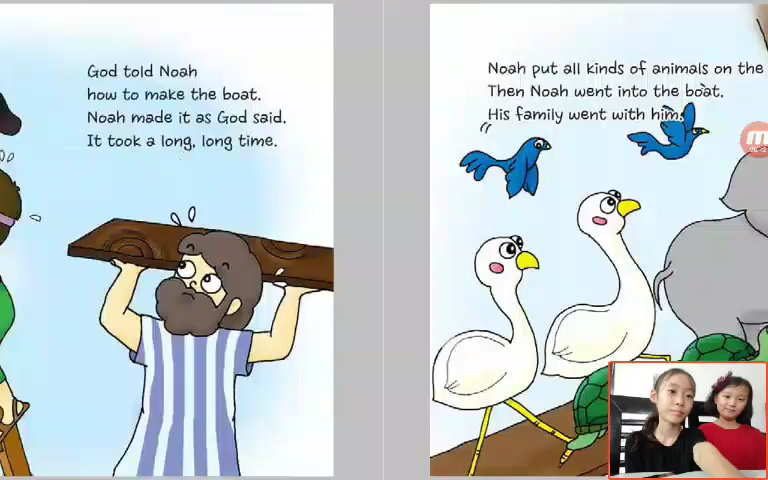 God told Noah
how to make the boat.
Noah made it as God said.
It took a long, long time.
Noah put all kinds of animals on the
Then Noah went into the boat.
His family went with him.